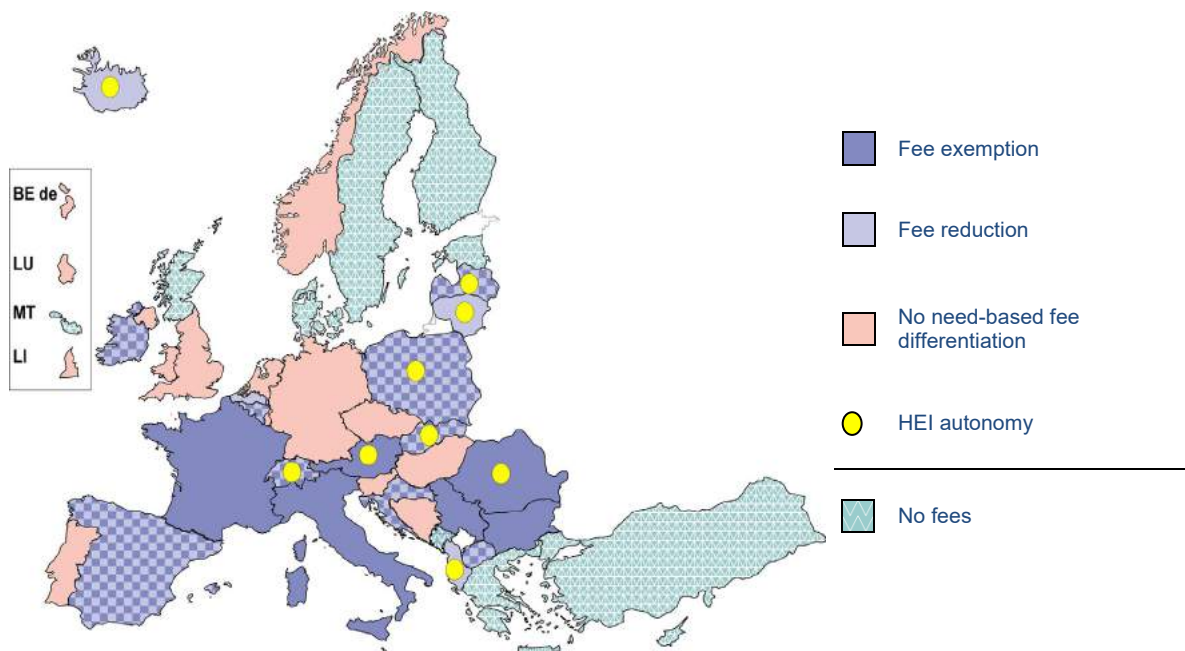 BE de
LU
MT
LI
Fee exemption
Fee reduction
No need-based fee
differentiation
HEI autonomy
No fees